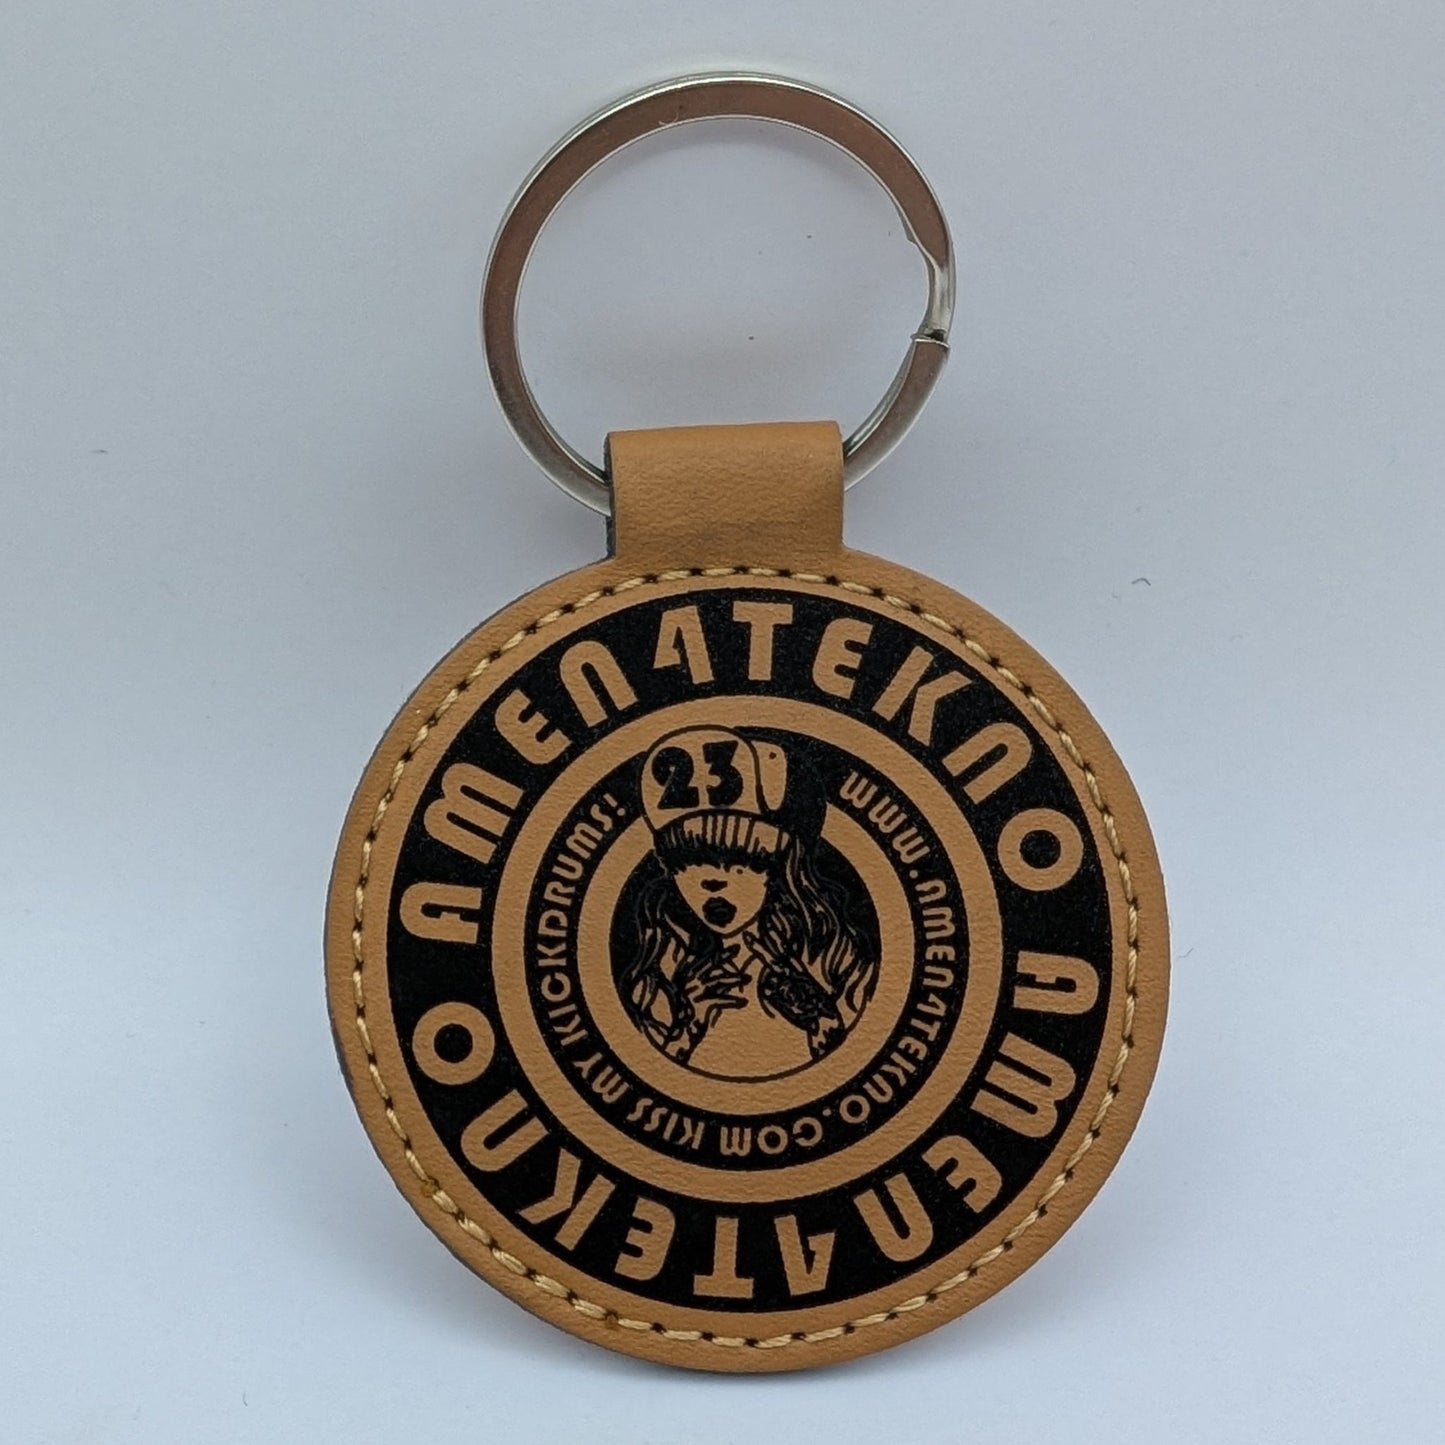 AMEN4TEKNO AMEN4TEKNO
WWW.AMEN4TEKNO.COM KISS MY KICKDRUMS!
23